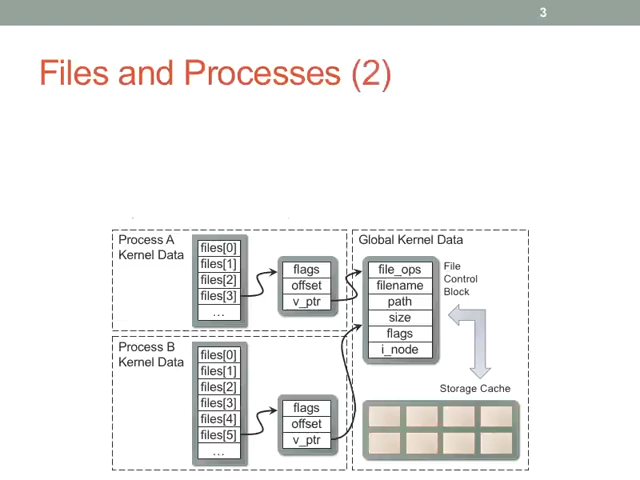 3
Files and Processes (2)
Process A
Kernel Data
files[0]
files[1]
files[2]
files[3]
...
flags
offset
v_ptr
Global Kernel Data
file_ops
filename
path
size
flags
i_node
File
Control
Block
Storage Cache
Process B
Kernel Data
files[0]
files[1]
files[2]
files[3]
files[4]
files[5]
...
flags
offset
v_ptr